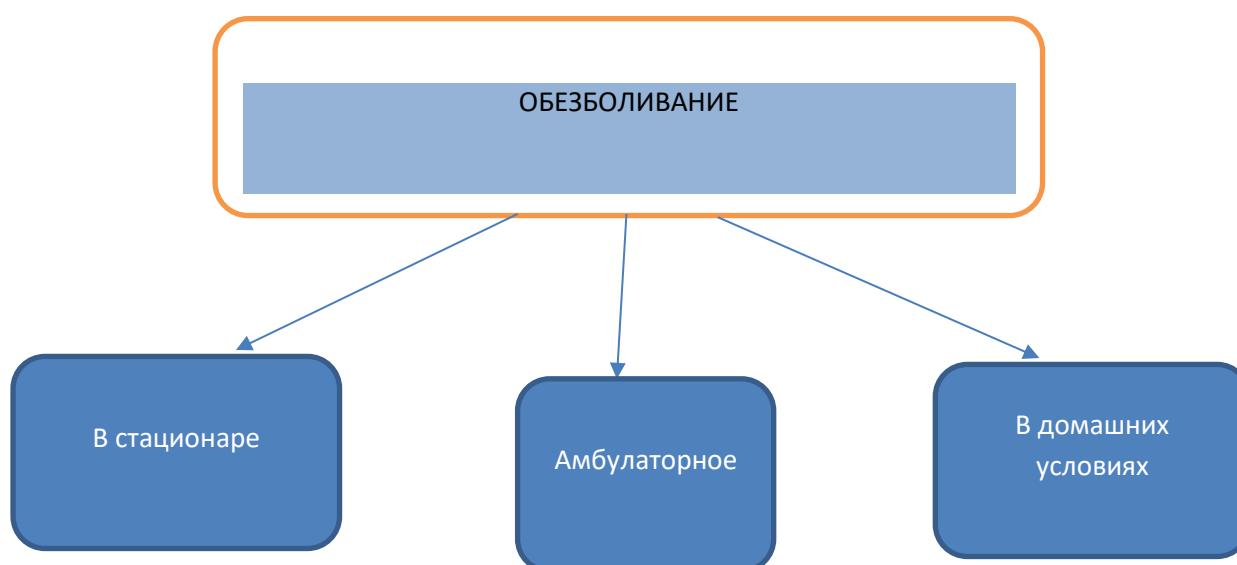 ОБЕЗБОЛИВАНИЕ
В стационаре
Амбулаторное
В домашних
условиях